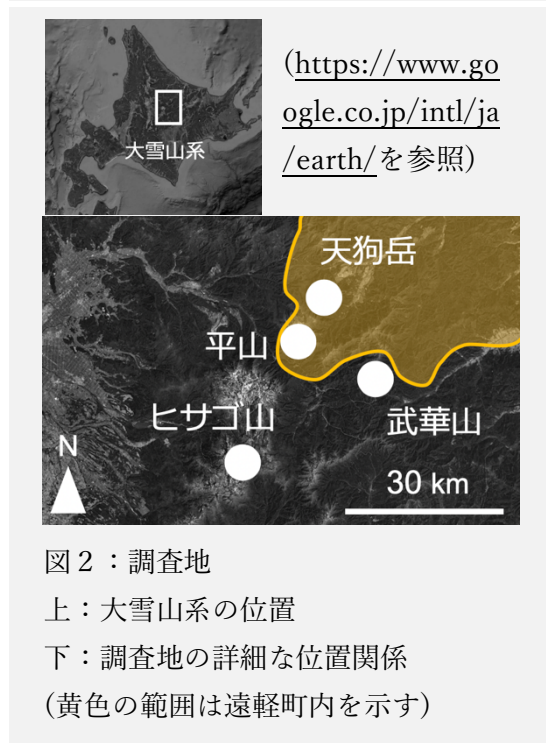 大雪山系
(https://www.go
ogle.co.jp/intl/ja
/earth/を参照)
天狗岳
平山
ヒサゴ山
武華山
N
30 km
図２：調査地
上：大雪山系の位置
下：調査地の詳細な位置関係
(黄色の範囲は遠軽町内を示す)